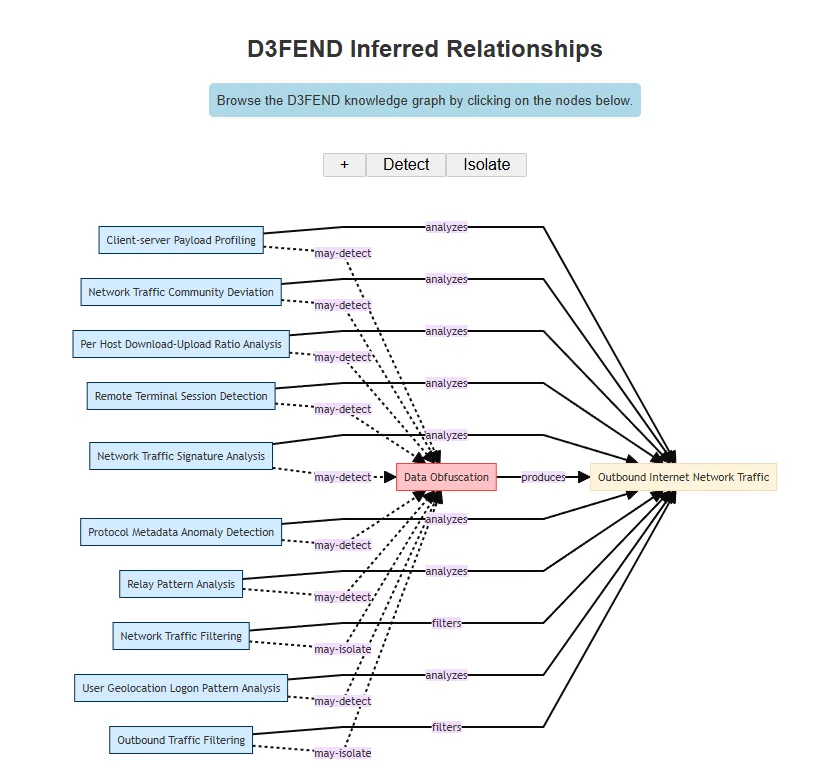 D3FEND Inferred Relationships
Browse the D3FEND knowledge graph by clicking on the nodes below.
+ Detect Isolate
Client-server Payload Profiling
analyzes
may-detect
Network Traffic Community Deviation
analyzes
may-detect
Per Host Download-Upload Ratio Analysis
analyzes
may-detect
Remote Terminal Session Detection
analyzes
may-detect
Network Traffic Signature Analysis
analyzes
may-detect
Data Obfuscation
produces
Outbound Internet Network Traffic
Protocol Metadata Anomaly Detection
analyzes
may-detect
Relay Pattern Analysis
analyzes
may-detect
Network Traffic Filtering
filters
may-isolate
User Geolocation Logon Pattern Analysis
analyzes
may-detect
Outbound Traffic Filtering
filters
may-isolate